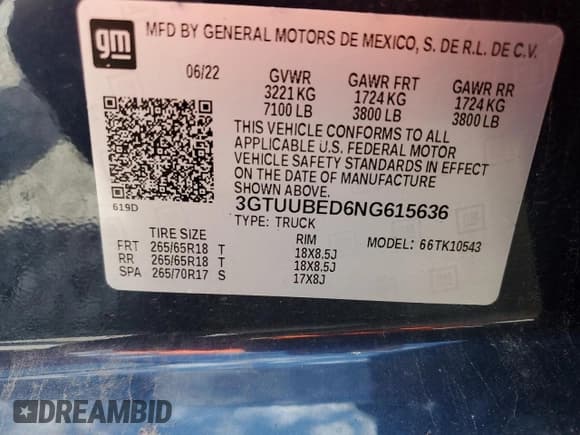 gm
MFD BY GENERAL MOTORS DE MEXICO, S. DE R.L. DE C.V.
06/22 GVWR GAWR FRT GAWR RR
3221 KG 1724 KG 1724 KG
7100 LB 3800 LB 3800 LB
THIS VEHICLE CONFORMS TO ALL
APPLICABLE U.S. FEDERAL MOTOR
VEHICLE SAFETY STANDARDS IN EFFECT
ON THE DATE OF MANUFACTURE
SHOWN ABOVE.
619D 3GTUUBED6NG615636
TYPE: TRUCK
TIRE SIZE RIM MODEL: 66TK10543
FRT 265/65R18 T 18X8.5J
RR 265/65R18 T 18X8.5J
SPA 265/70R17 S 17X8J
DREAMBID